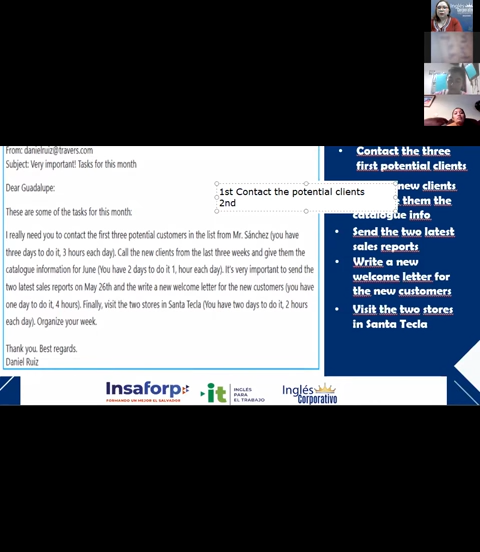 Inglés
From: danielruiz@travers.com
Subject: Very important! Tasks for this month
Dear Guadalupe:
These are some of the tasks for this month:
I really need you to contact the first three potential customers in the list from Mr. Sánchez (you have
three days to do it, 3 hours each day). Call the new clients from the last three weeks and give them the
catalogue information for June (You have 2 days to do it 1, hour each day). It's very important to send the
two latest sales reports on May 26th and the write a new welcome letter for the new customers (you have
one day to do it, 4 hours). Finally, visit the two stores in Santa Tecla (You have two days to do it, 2 hours
each day). Organize your week.
Thank you. Best regards.
Daniel Ruiz
1st Contact the potential clients
2nd
• Contact the three
first potential clients
new clients
them the
catalogue info
• Send the two latest
sales reports
• Write a new
welcome letter for
the new customers
• Visit the two stores
in Santa Tecla
Insaforp
FORMANDO UN MEJOR EL SALVADOR
it
INGLÉS
PARA
EL TRABAJO
Inglés
Corporativo